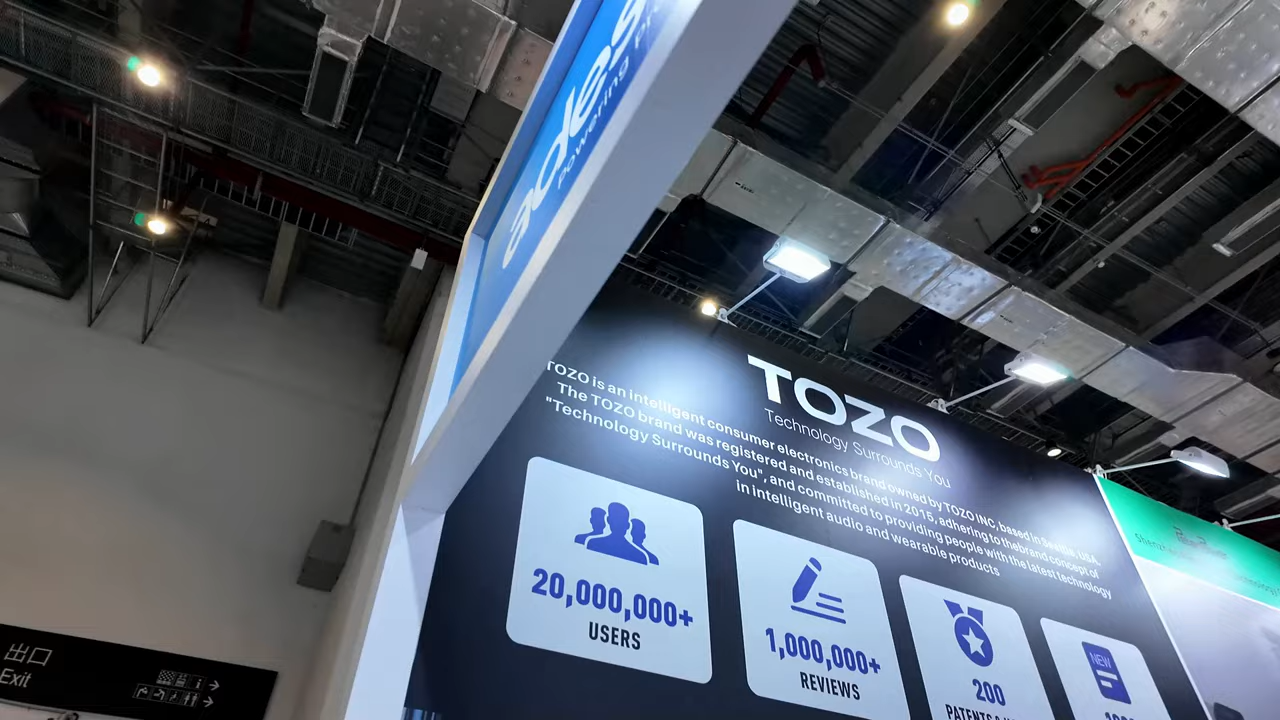 Powering
TOZO
Technology Surrounds You
TOZO is an intelligent consumer electronics brand owned by TOZO INC, based in Seattle, USA.
The TOZO brand was registered and established in 2015, adhering to thebrand concept of
"Technology Surrounds You", and committed to providing people with the latest technology
in intelligent audio and wearable products
20,000,000+
USERS
1,000,000+
REVIEWS
200
NEW
出口
Exit